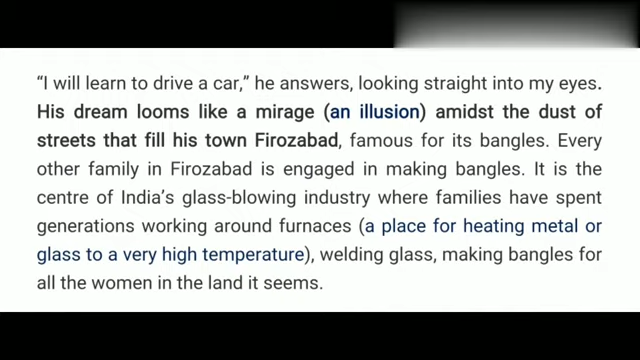 “I will learn to drive a car,” he answers, looking straight into my eyes.
His dream looms like a mirage (an illusion) amidst the dust of
streets that fill his town Firozabad, famous for its bangles. Every
other family in Firozabad is engaged in making bangles. It is the
centre of India’s glass-blowing industry where families have spent
generations working around furnaces (a place for heating metal or
glass to a very high temperature), welding glass, making bangles for
all the women in the land it seems.